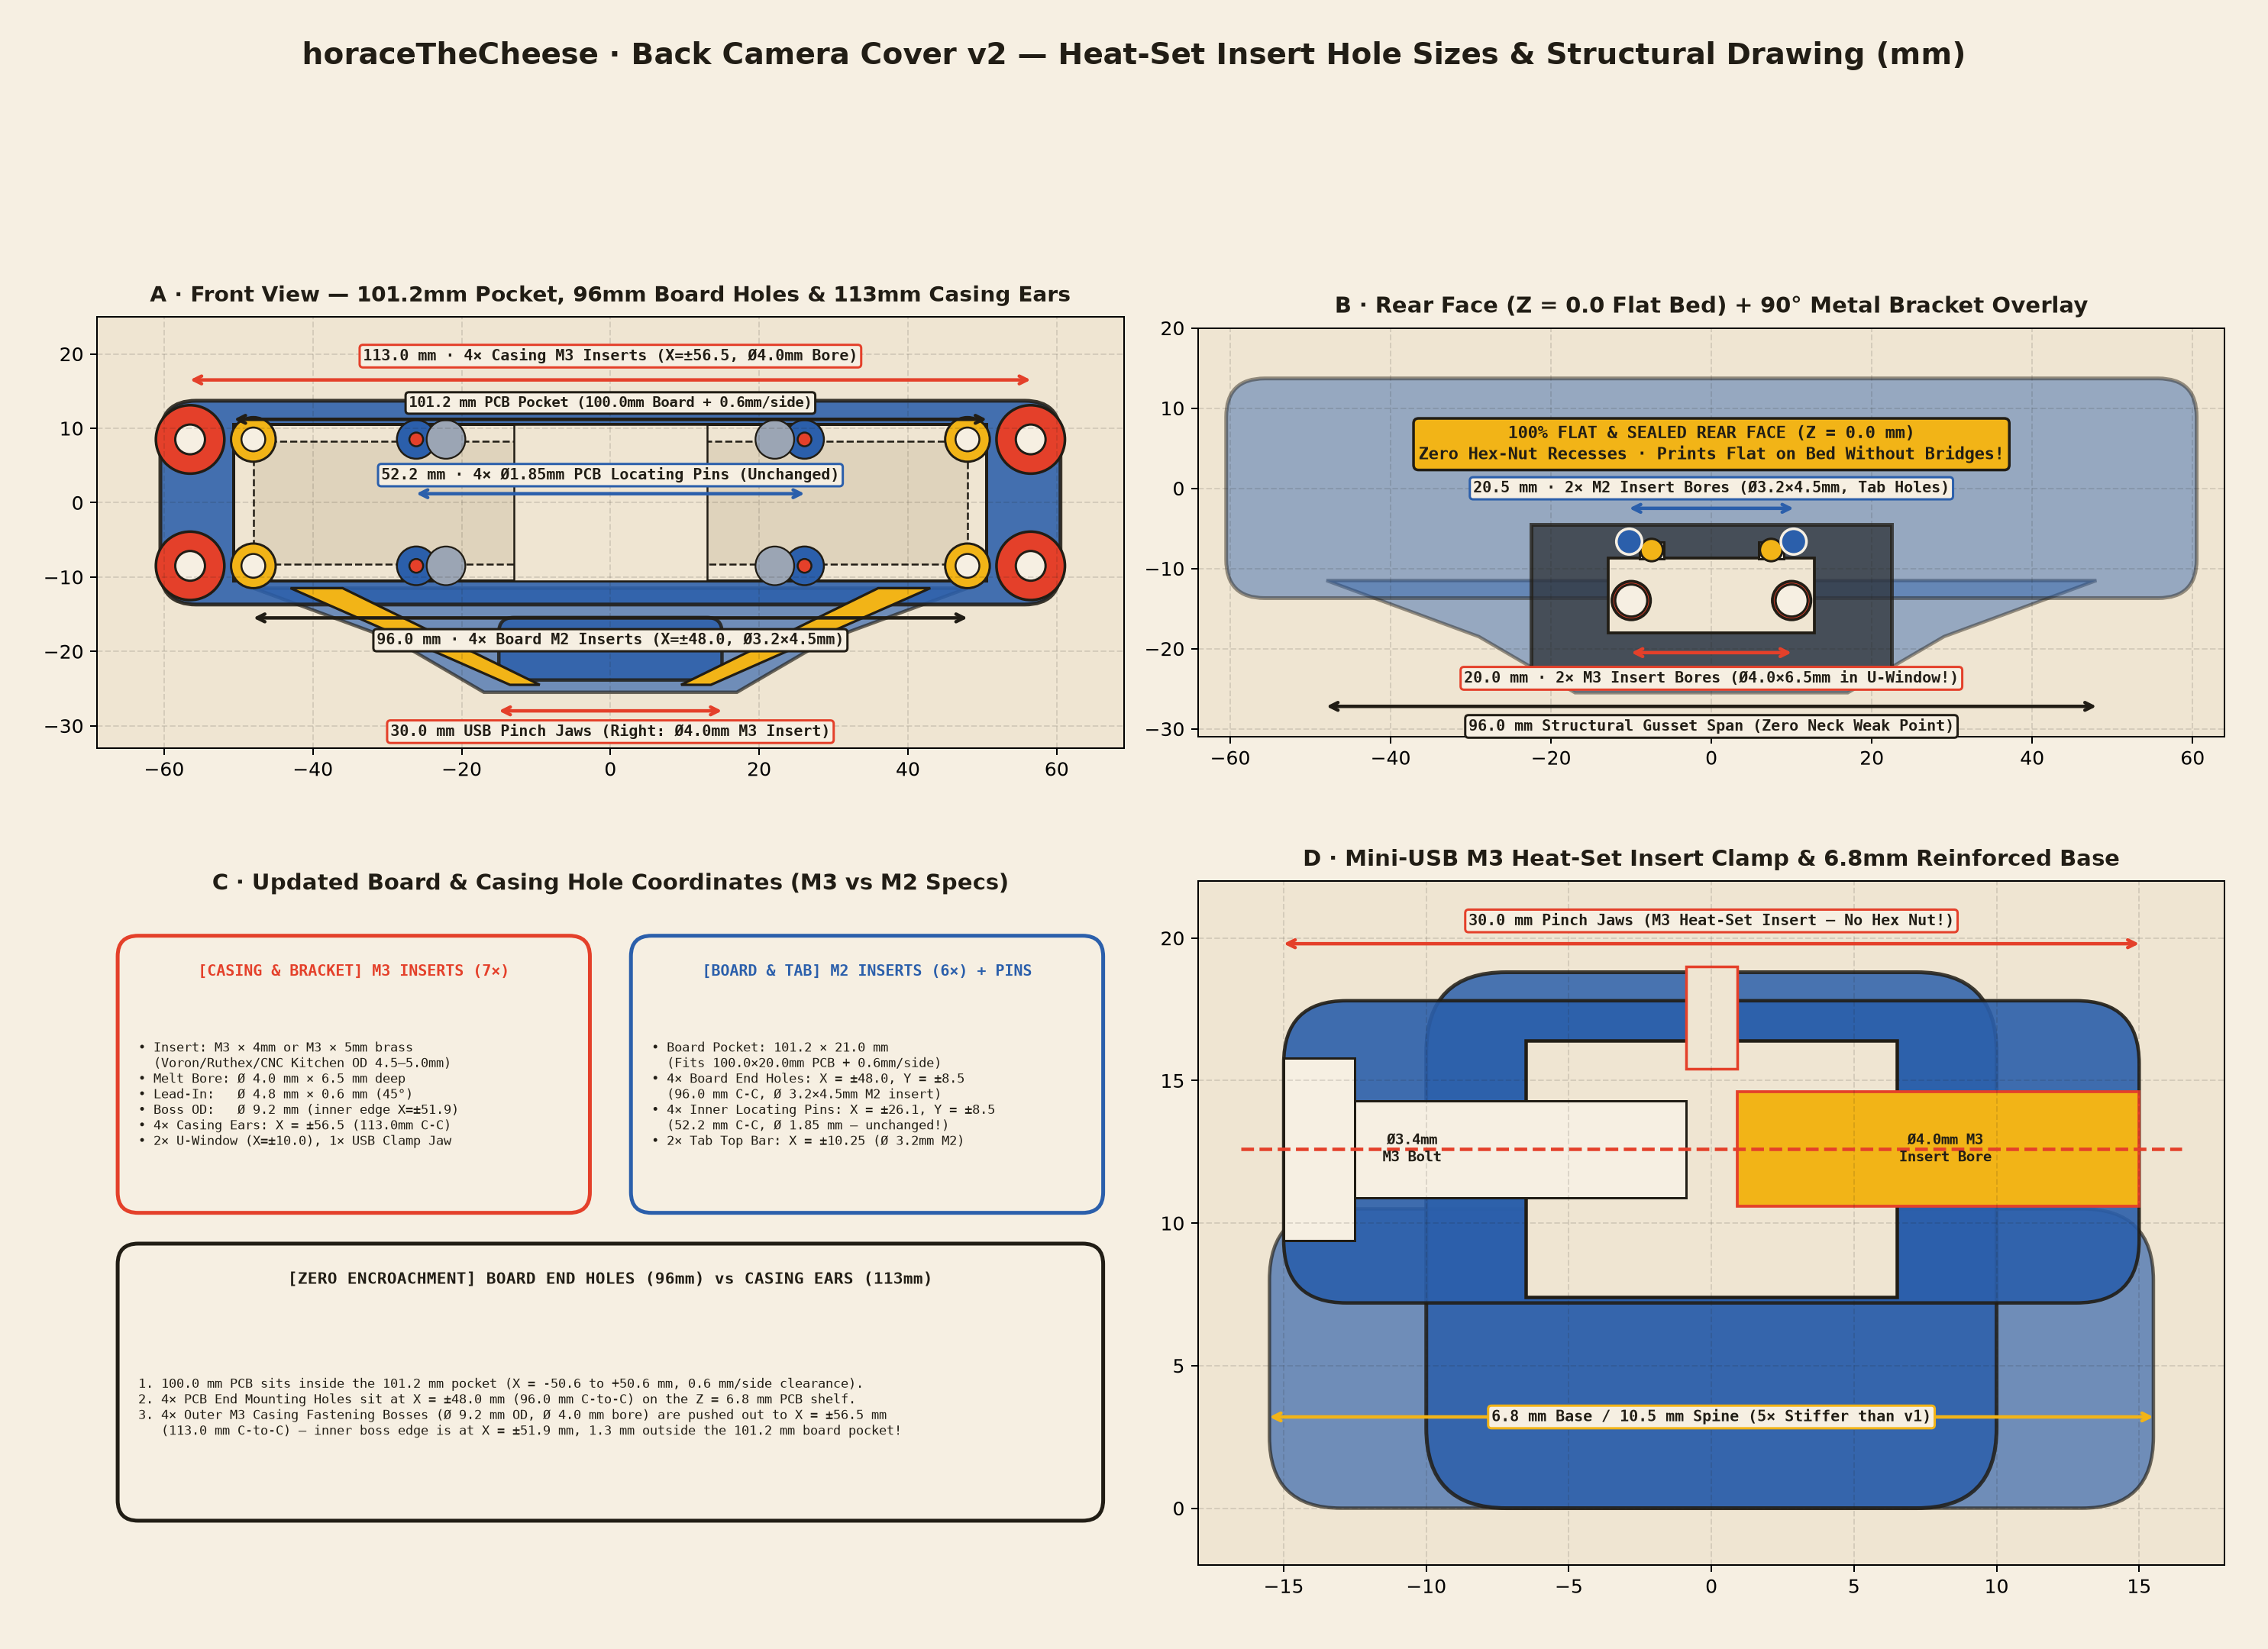 horaceTheCheese · Back Camera Cover v2 — Heat-Set Insert Hole Sizes & Structural Drawing (mm)
A · Front View — 101.2mm Pocket, 96mm Board Holes & 113mm Casing Ears
20
10
0
−10
−20
−30
113.0 mm · 4× Casing M3 Inserts (X=±56.5, Ø4.0mm Bore)
101.2 mm PCB Pocket (100.0mm Board + 0.6mm/side)
52.2 mm · 4× Ø1.85mm PCB Locating Pins (Unchanged)
96.0 mm · 4× Board M2 Inserts (X=±48.0, Ø3.2×4.5mm)
30.0 mm USB Pinch Jaws (Right: Ø4.0mm M3 Insert)
−60 −40 −20 0 20 40 60
B · Rear Face (Z = 0.0 Flat Bed) + 90° Metal Bracket Overlay
20
10
0
−10
−20
−30
100% FLAT & SEALED REAR FACE (Z = 0.0 mm)
Zero Hex-Nut Recesses · Prints Flat on Bed Without Bridges!
20.5 mm · 2× M2 Insert Bores (Ø3.2×4.5mm, Tab Holes)
20.0 mm · 2× M3 Insert Bores (Ø4.0×6.5mm in U-Window!)
96.0 mm Structural Gusset Span (Zero Neck Weak Point)
−60 −40 −20 0 20 40 60
C · Updated Board & Casing Hole Coordinates (M3 vs M2 Specs)
[CASING & BRACKET] M3 INSERTS (7×)
• Insert: M3 × 4mm or M3 × 5mm brass
(Voron/Ruthex/CNC Kitchen OD 4.5–5.0mm)
• Melt Bore: Ø 4.0 mm × 6.5 mm deep
• Lead-In: Ø 4.8 mm × 0.6 mm (45°)
• Boss OD: Ø 9.2 mm (inner edge X=±51.9)
• 4× Casing Ears: X = ±56.5 (113.0mm C-C)
• 2× U-Window (X=±10.0), 1× USB Clamp Jaw
[BOARD & TAB] M2 INSERTS (6×) + PINS
• Board Pocket: 101.2 × 21.0 mm
(Fits 100.0×20.0mm PCB + 0.6mm/side)
• 4× Board End Holes: X = ±48.0, Y = ±8.5
(96.0 mm C-C, Ø 3.2×4.5mm M2 insert)
• 4× Inner Locating Pins: X = ±26.1, Y = ±8.5
(52.2 mm C-C, Ø 1.85 mm — unchanged!)
• 2× Tab Top Bar: X = ±10.25 (Ø 3.2mm M2)
[ZERO ENCROACHMENT] BOARD END HOLES (96mm) vs CASING EARS (113mm)
1. 100.0 mm PCB sits inside the 101.2 mm pocket (X = -50.6 to +50.6 mm, 0.6 mm/side clearance).
2. 4× PCB End Mounting Holes sit at X = ±48.0 mm (96.0 mm C-to-C) on the Z = 6.8 mm PCB shelf.
3. 4× Outer M3 Casing Fastening Bosses (Ø 9.2 mm OD, Ø 4.0 mm bore) are pushed out to X = ±56.5 mm
(113.0 mm C-to-C) — inner boss edge is at X = ±51.9 mm, 1.3 mm outside the 101.2 mm board pocket!
D · Mini-USB M3 Heat-Set Insert Clamp & 6.8mm Reinforced Base
20
15
10
5
0
30.0 mm Pinch Jaws (M3 Heat-Set Insert — No Hex Nut!)
Ø3.4mm
M3 Bolt
Ø4.0mm M3
Insert Bore
6.8 mm Base / 10.5 mm Spine (5× Stiffer than v1)
−15 −10 −5 0 5 10 15